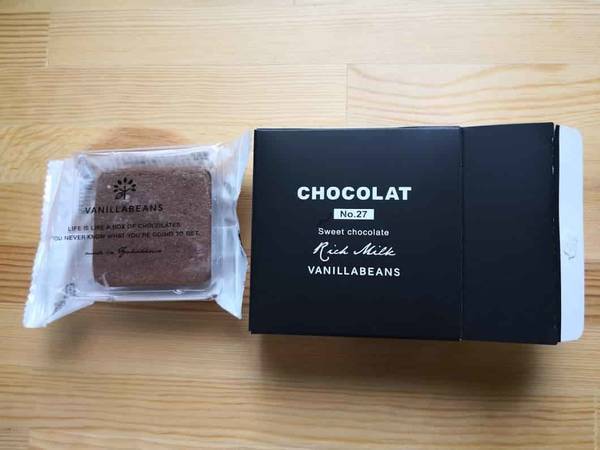 VANILLABEANS
LIFE IS LIKE A BOX OF CHOCOLATES.
YOU NEVER KNOW WHAT YOU'RE GOING TO GET.
made in Yokohama
CHOCOLAT
No.27
Sweet chocolate
Rich Milk
VANILLABEANS